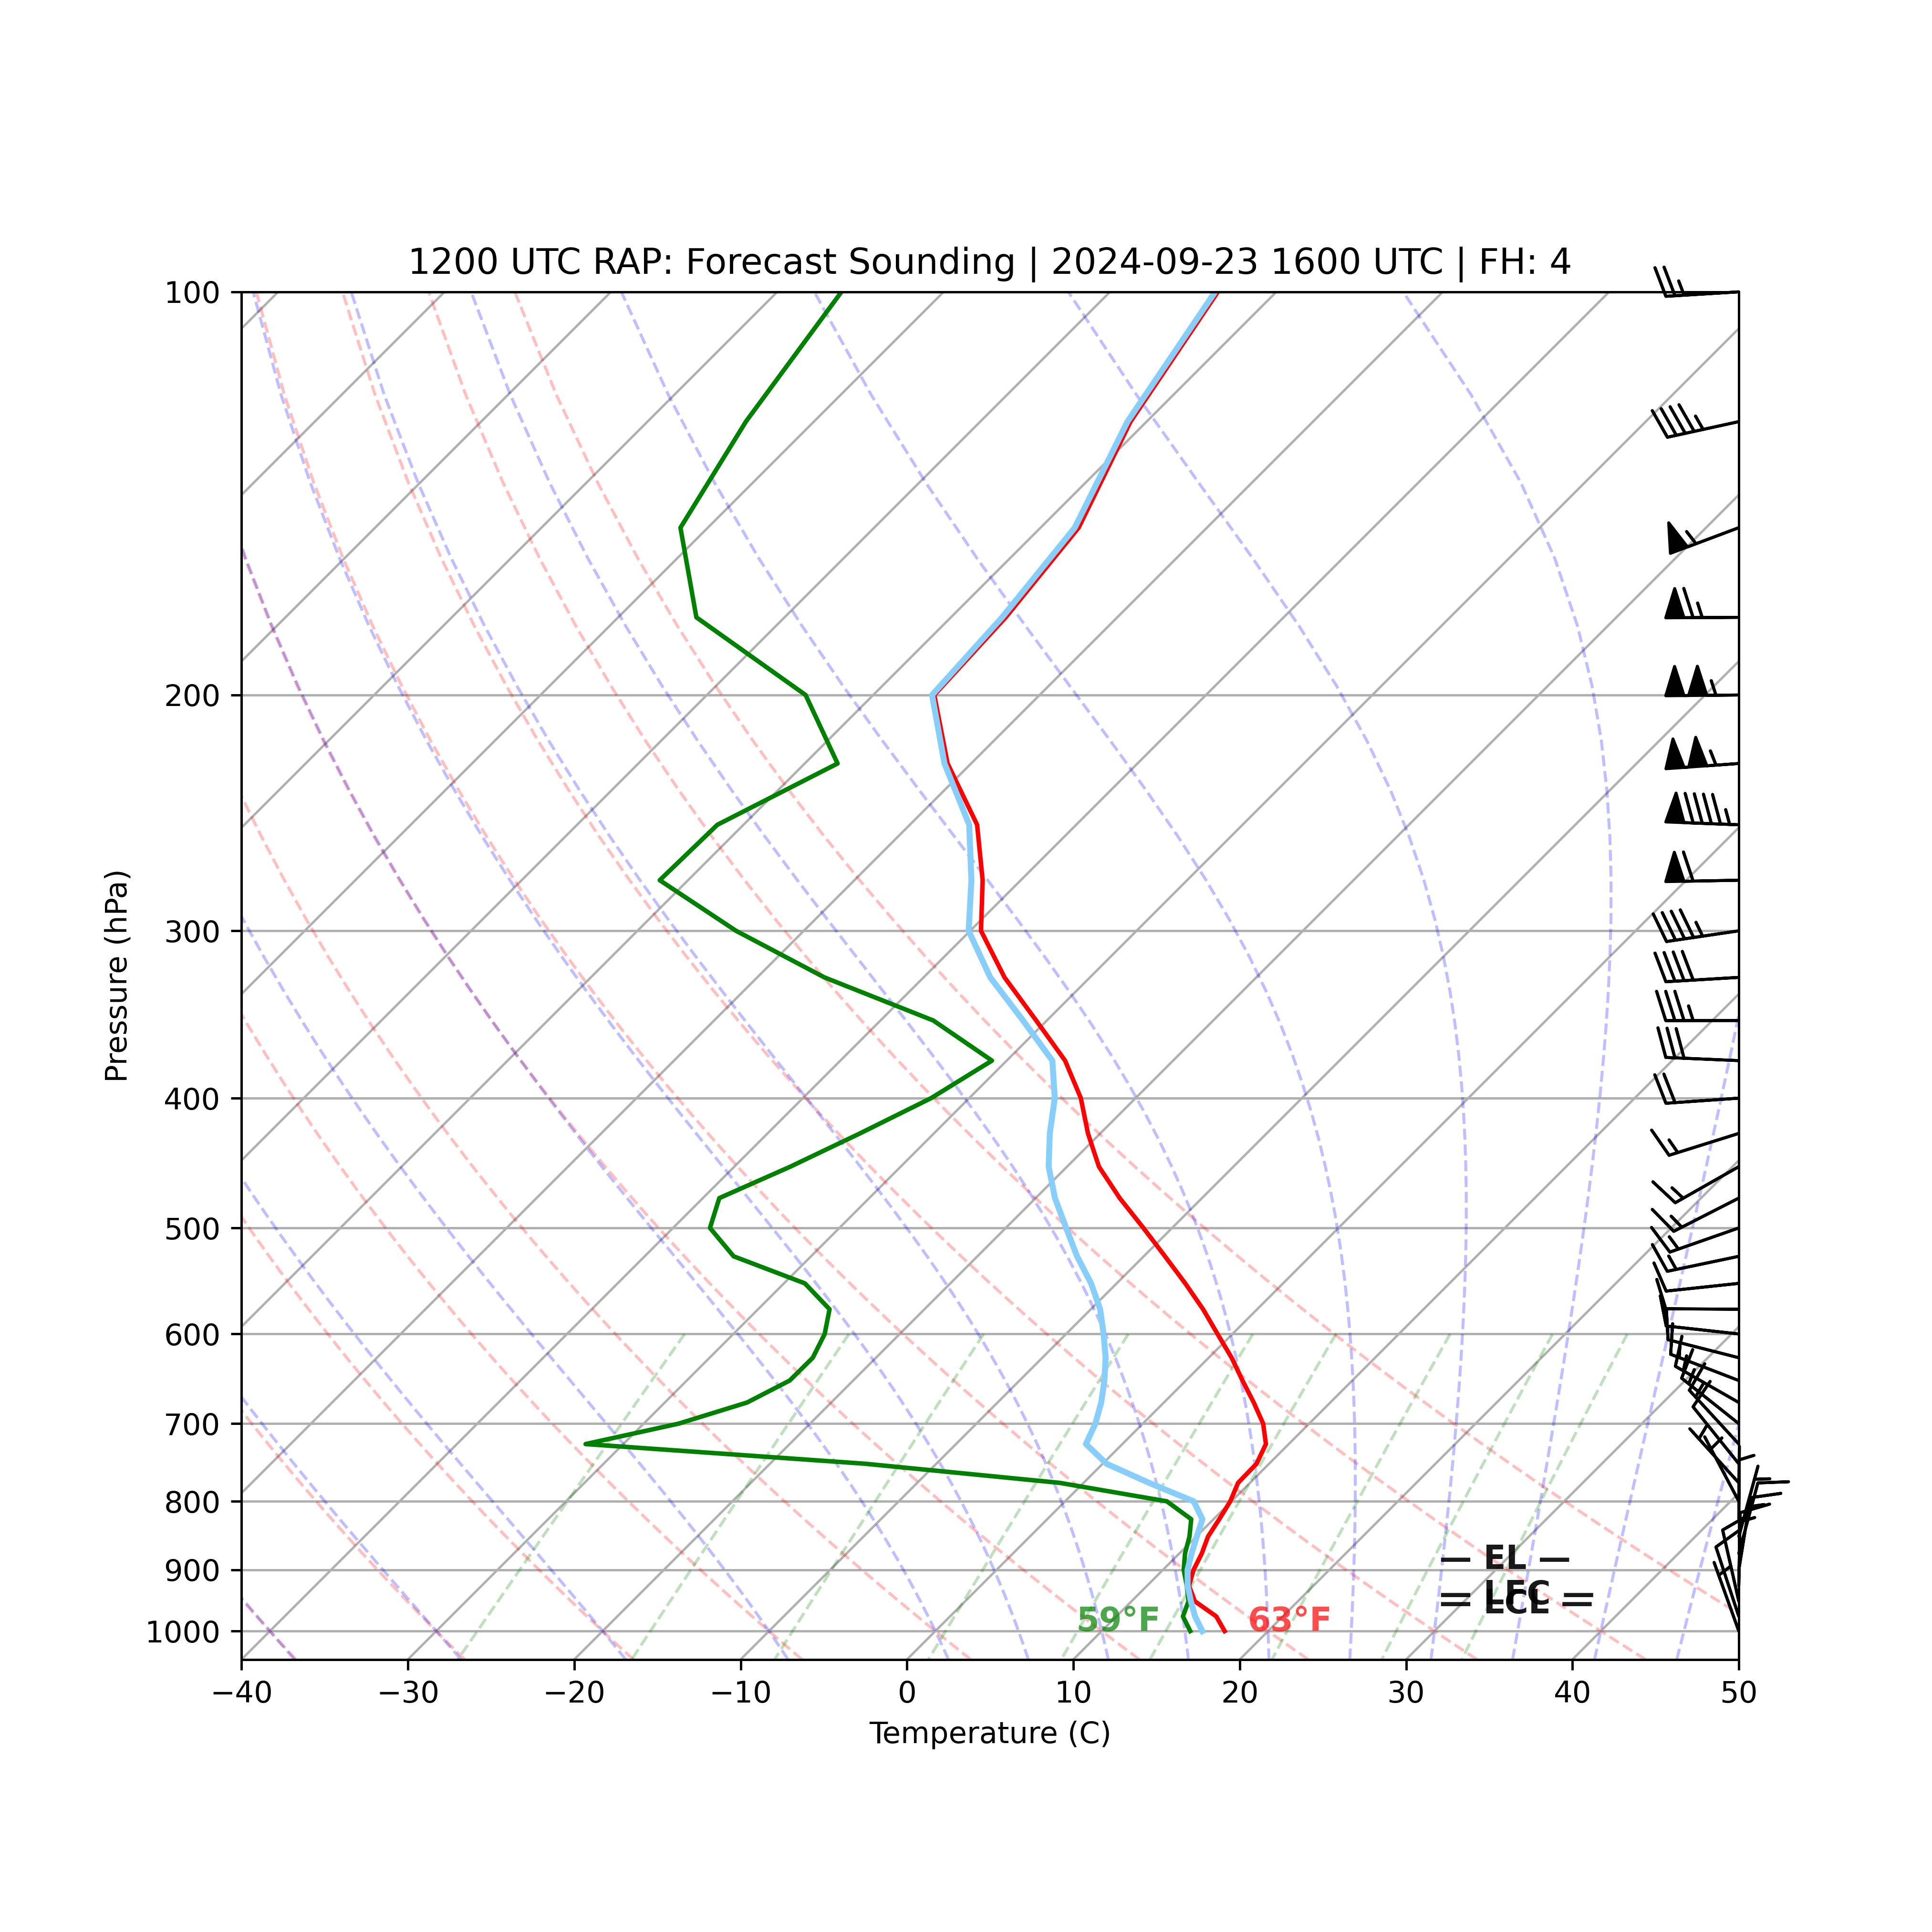 1200 UTC RAP: Forecast Sounding | 2024-09-23 1600 UTC | FH: 4
100
200
300
400
500
600
700
800
900
1000
Pressure (hPa)
— EL —
— LFC —
— LCL —
59°F
63°F
−40
−30
−20
−10
0
10
20
30
40
50
Temperature (C)